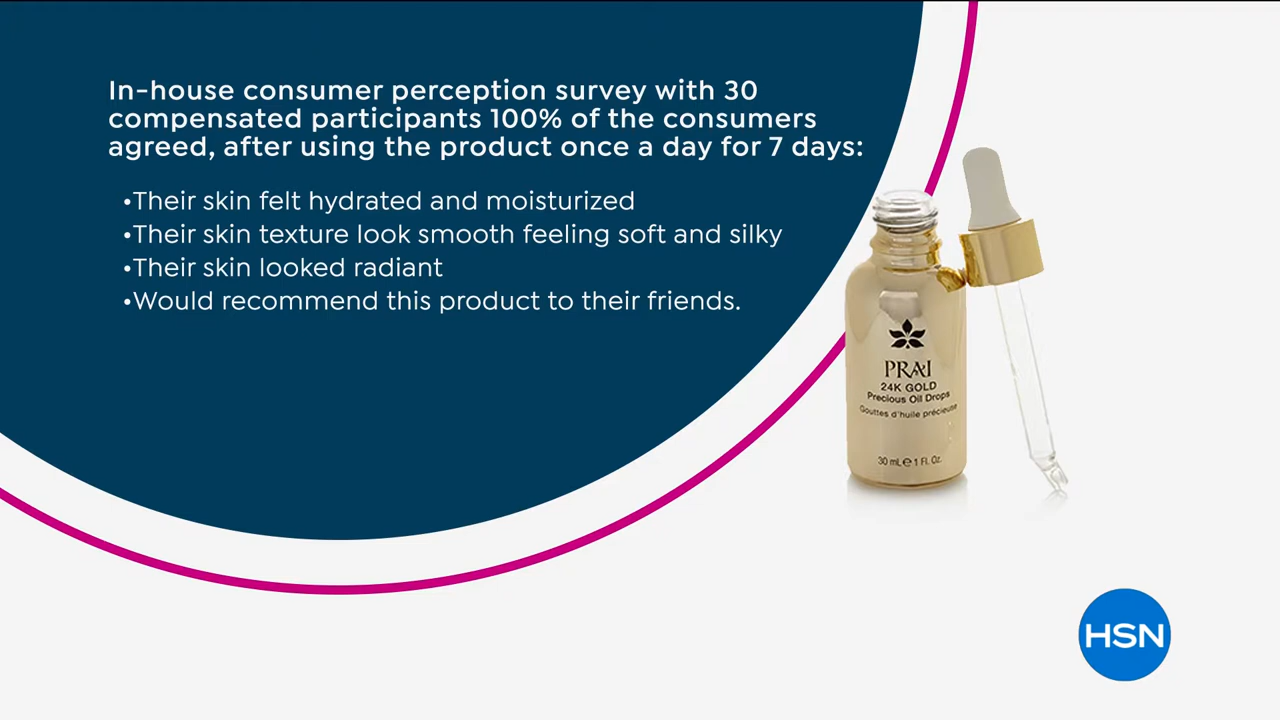 In-house consumer perception survey with 30
compensated participants 100% of the consumers
agreed, after using the product once a day for 7 days:
•Their skin felt hydrated and moisturized
•Their skin texture look smooth feeling soft and silky
•Their skin looked radiant
•Would recommend this product to their friends.
PRAI
24K GOLD
Precious Oil Drops
Gouttes d'huile précieuse
30 mL e 1 Fl. Oz.
HSN